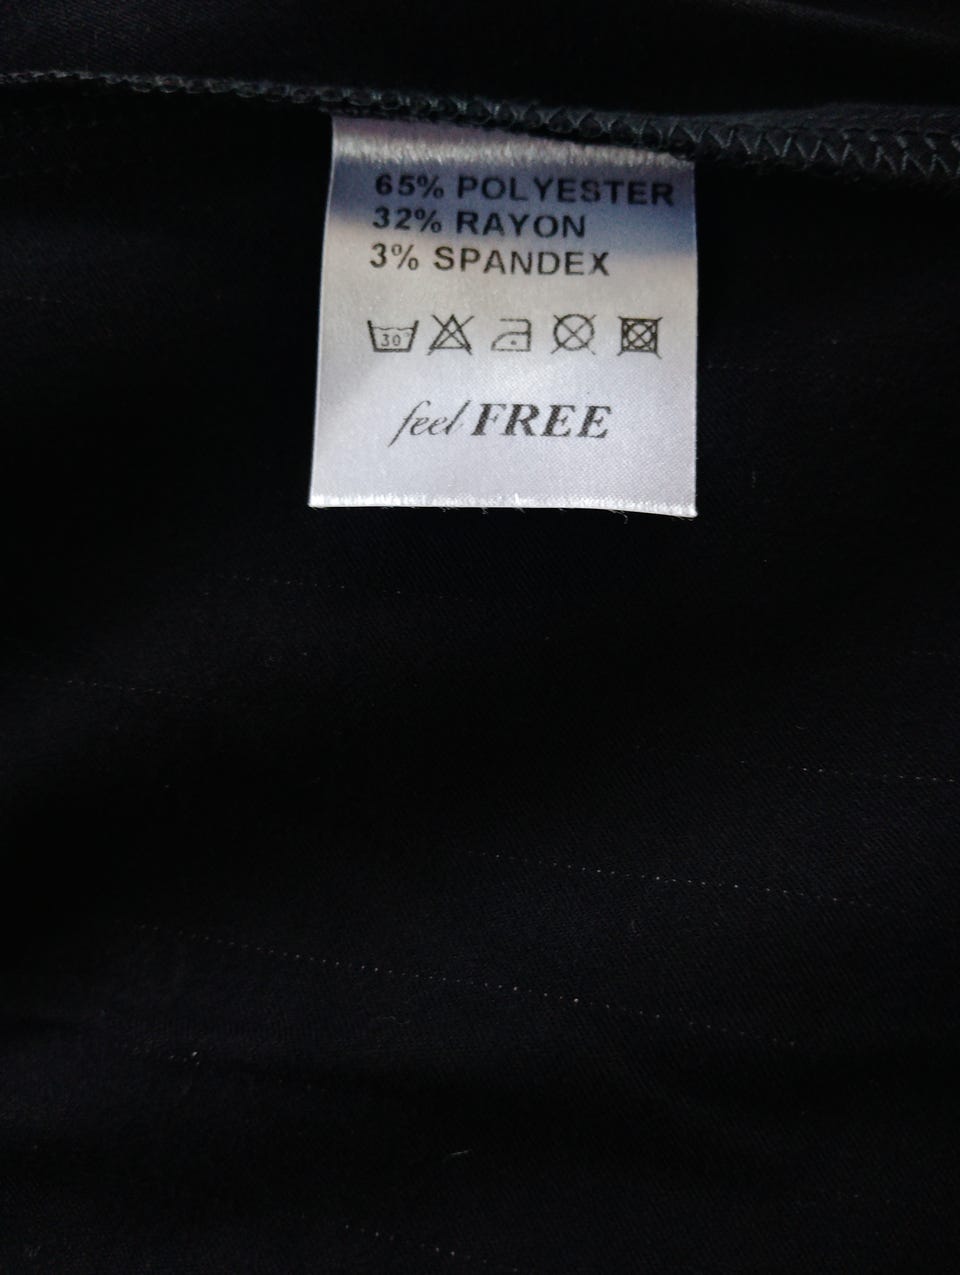 65% POLYESTER
32% RAYON
3% SPANDEX
30°
feel FREE